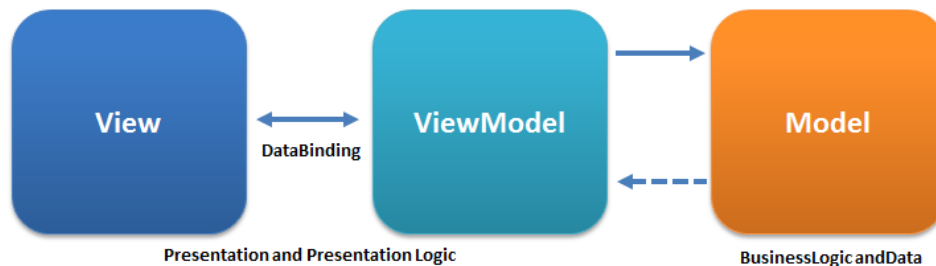 View
ViewModel
Model
DataBinding
Presentation and Presentation Logic
BusinessLogic andData